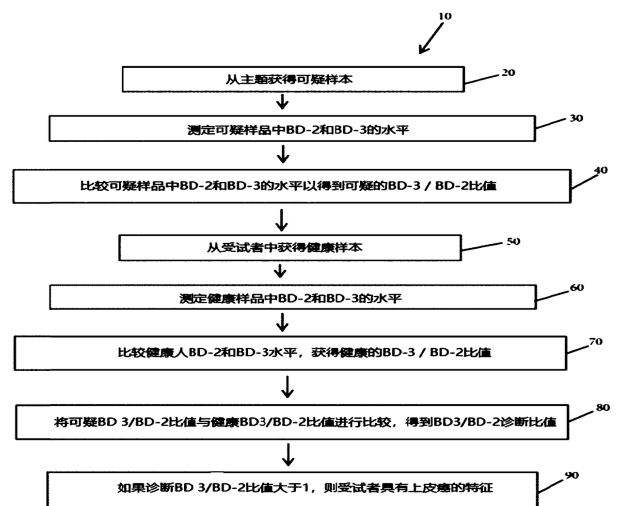 10
从主题获得可疑样本
20
测定可疑样品中BD-2和BD-3的水平
30
比较可疑样品中BD-2和BD-3的水平以得到可疑的BD-3 / BD-2比值
40
从受试者中获得健康样本
50
测定健康样品中BD-2和BD-3的水平
60
比较健康人BD-2和BD-3水平，获得健康的BD-3 / BD-2比值
70
将可疑BD 3/BD-2比值与健康BD3/BD-2比值进行比较，得到BD3/BD-2诊断比值
80
如果诊断BD 3/BD-2比值大于1，则受试者具有上皮癌的特征
90